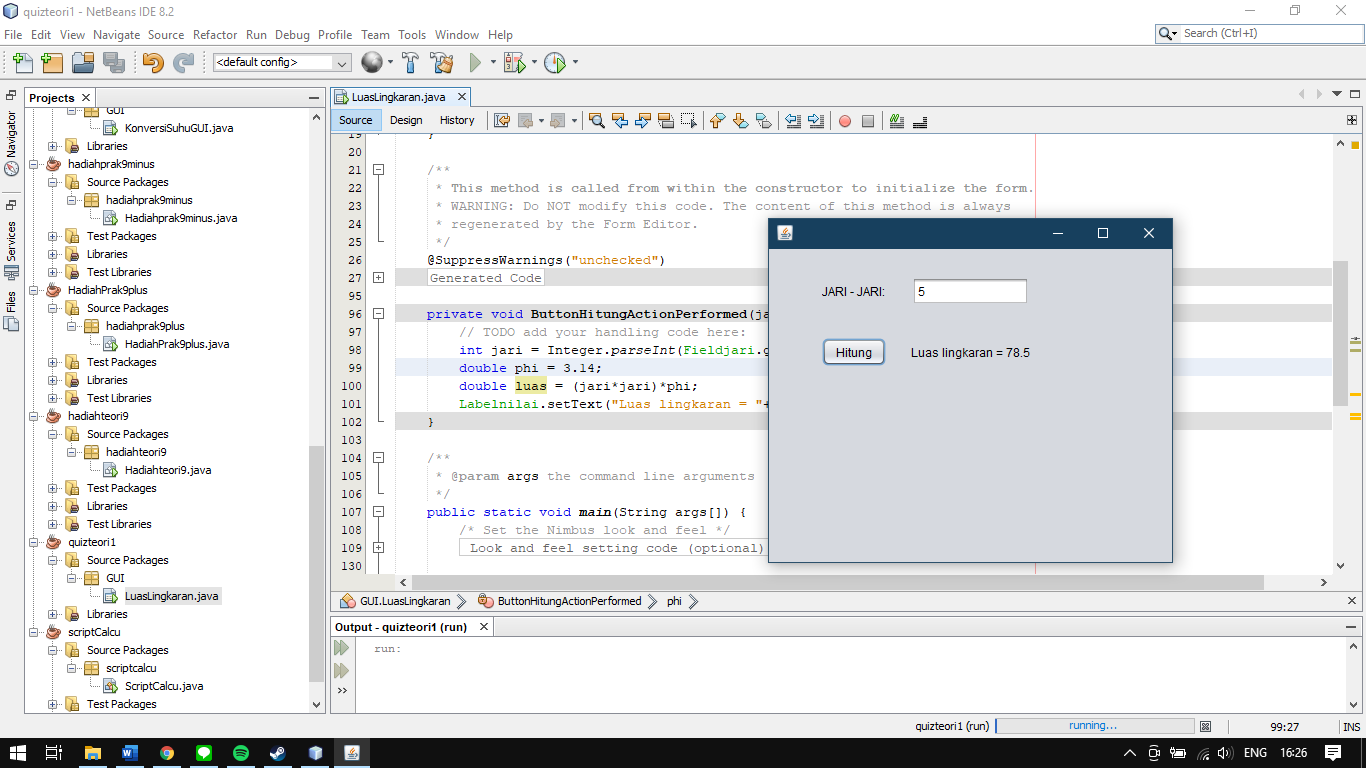 quizteori1 - NetBeans IDE 8.2
File Edit View Navigate Source Refactor Run Debug Profile Team Tools Window Help
Search (Ctrl+I)
<default config>
Projects
Navigator
Services
Files
GUI
KonversiSuhuGUI.java
Libraries
hadiahprak9minus
Source Packages
hadiahprak9minus
Hadiahprak9minus.java
Test Packages
Libraries
Test Libraries
HadiahPrak9plus
Source Packages
hadiahprak9plus
HadiahPrak9plus.java
Test Packages
Libraries
Test Libraries
hadiahteori9
Source Packages
hadiahteori9
Hadiahteori9.java
Test Packages
Libraries
Test Libraries
quizteori1
Source Packages
GUI
LuasLingkaran.java
Libraries
scriptCalcu
Source Packages
scriptcalcu
ScriptCalcu.java
Test Packages
LuasLingkaran.java
Source Design History
19 }
20
21 /**
22 * This method is called from within the constructor to initialize the form.
23 * WARNING: Do NOT modify this code. The content of this method is always
24 * regenerated by the Form Editor.
25 */
26 @SuppressWarnings("unchecked")
27 Generated Code
95
96 private void ButtonHitungActionPerformed(ja
97 // TODO add your handling code here:
98 int jari = Integer.parseInt(Fieldjari.g
99 double phi = 3.14;
100 double luas = (jari*jari)*phi;
101 Labelnilai.setText("Luas lingkaran = "+
102 }
103
104 /**
105 * @param args the command line arguments
106 */
107 public static void main(String args[]) {
108 /* Set the Nimbus look and feel */
109 Look and feel setting code (optional)
130
JARI - JARI: 5
Hitung Luas lingkaran = 78.5
GUI.LuasLingkaran ButtonHitungActionPerformed phi
Output - quizteori1 (run)
run:
quizteori1 (run) running... 99:27 INS
ENG 16:26